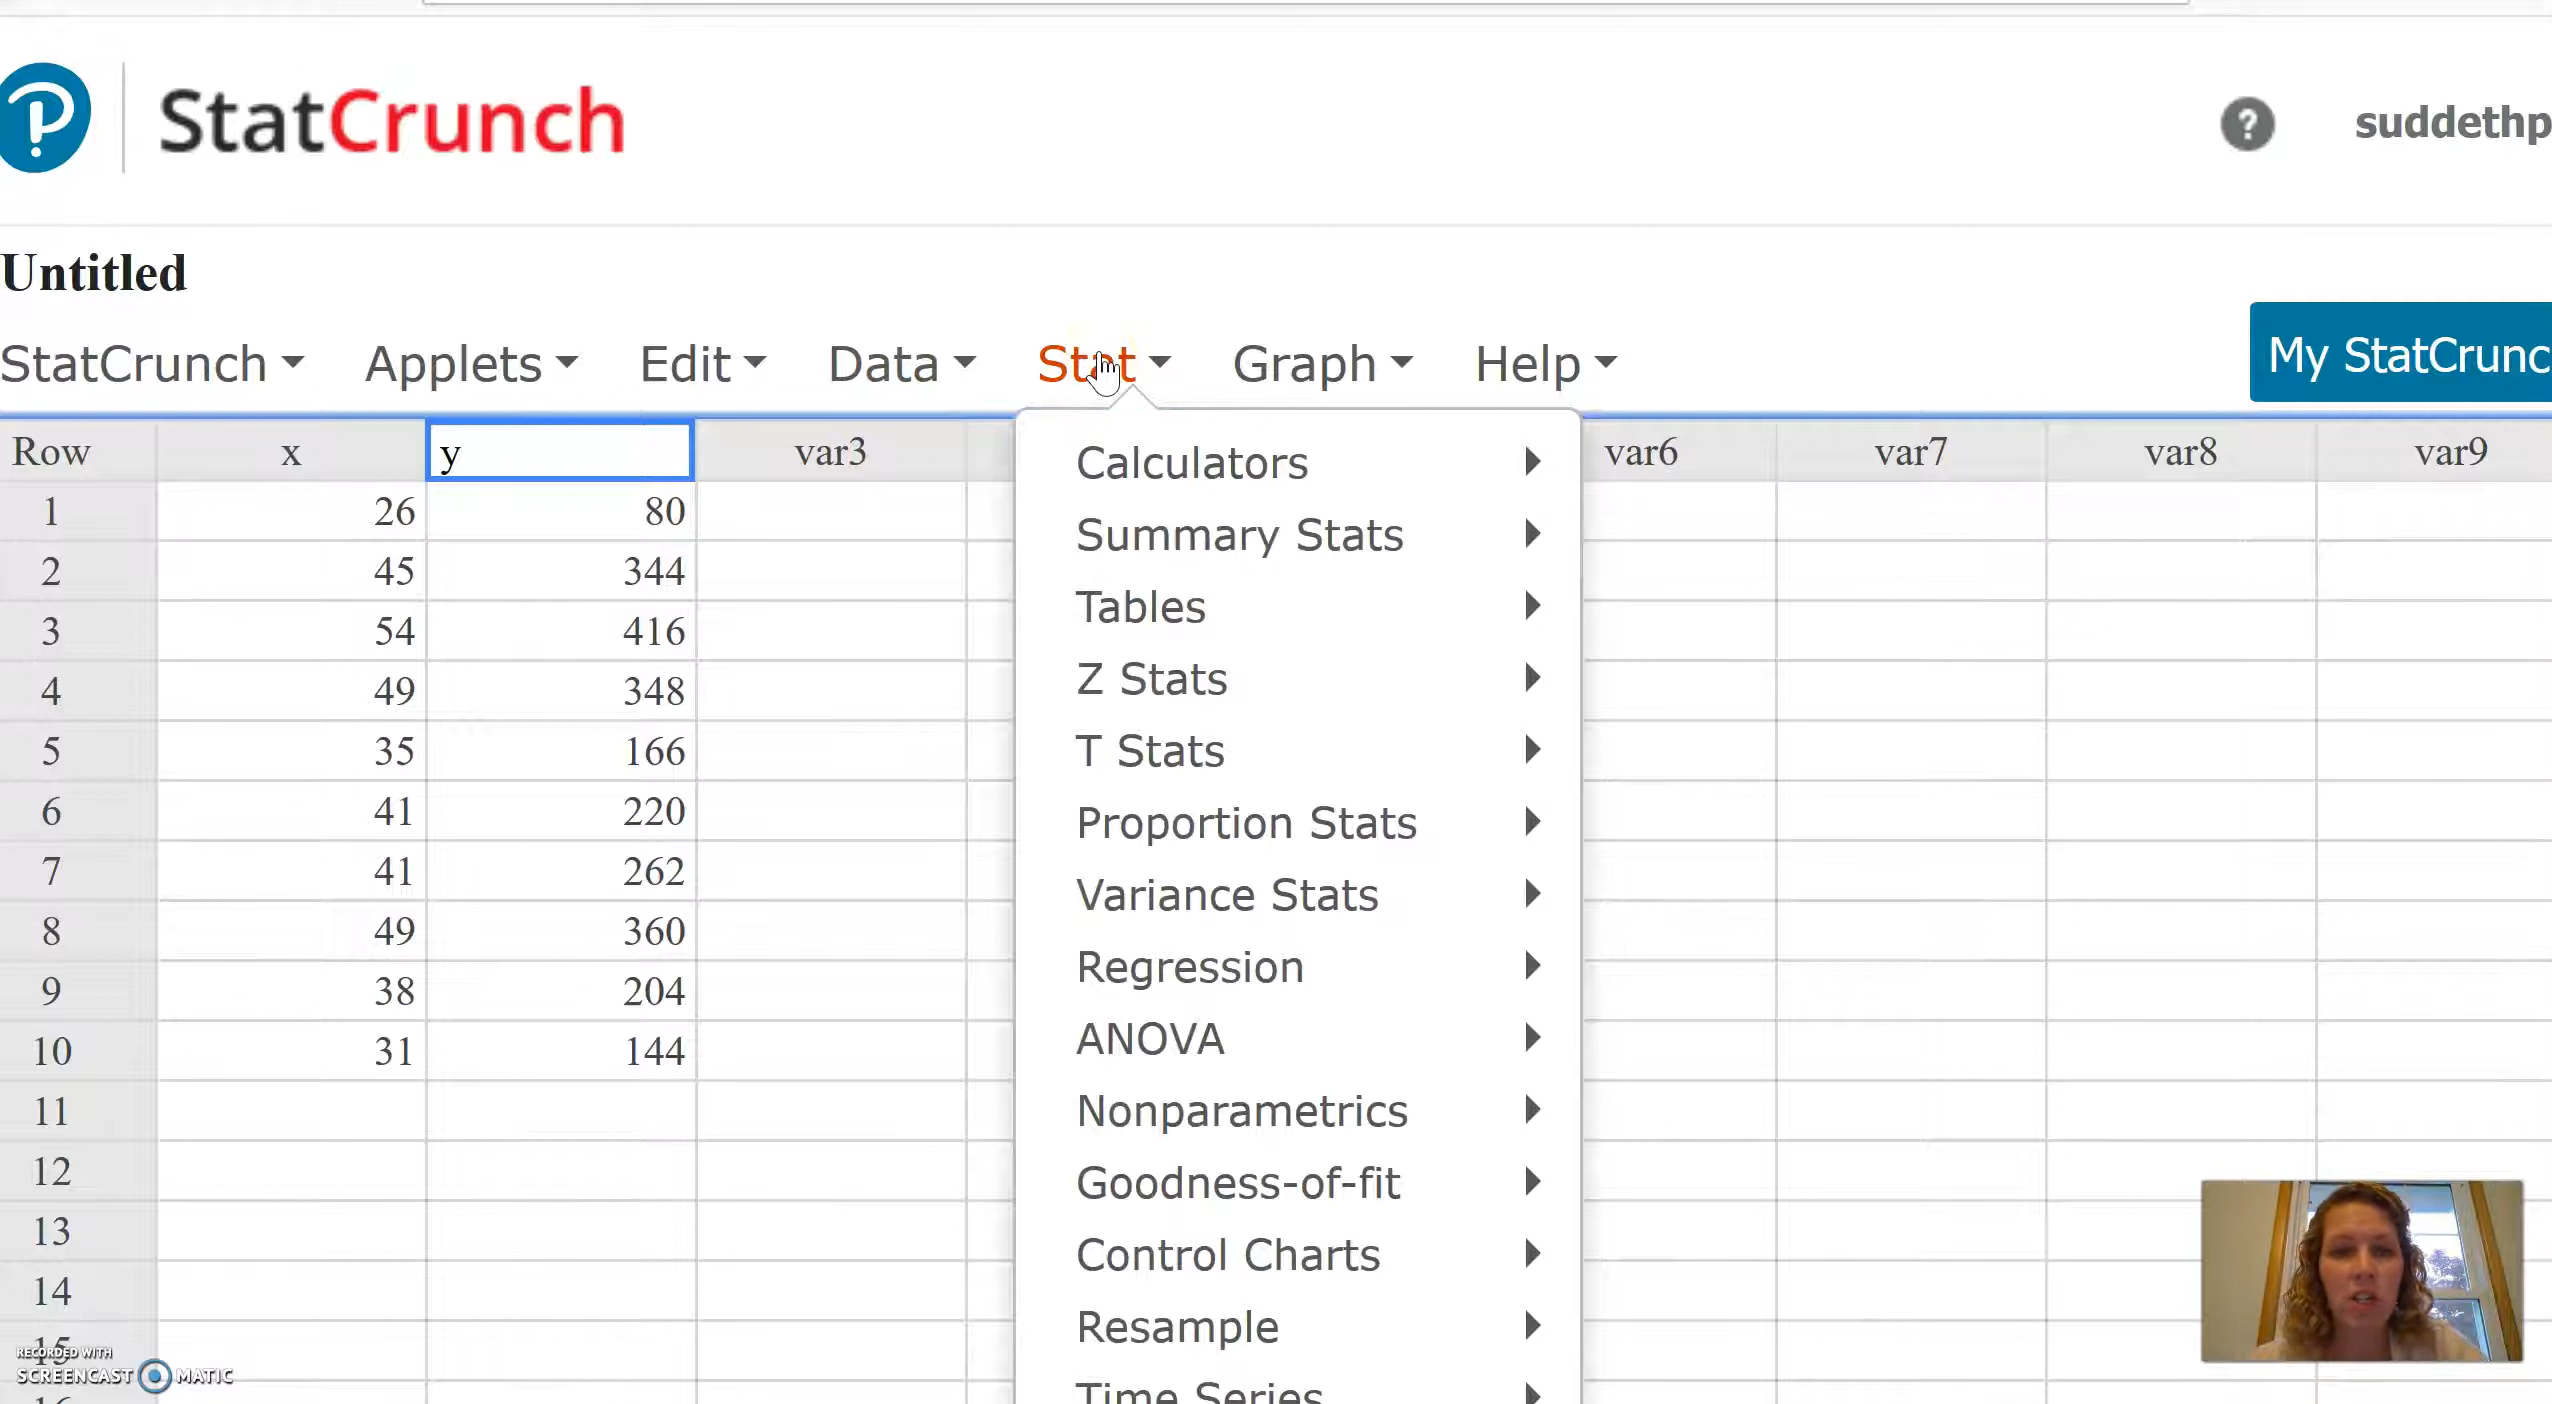 StatCrunch
suddethp
Untitled
StatCrunch Applets Edit Data Stat Graph Help
My StatCrunc
Row x y var3 var6 var7 var8 var9
1 26 80
2 45 344
3 54 416
4 49 348
5 35 166
6 41 220
7 41 262
8 49 360
9 38 204
10 31 144
11
12
13
14
15
Calculators
Summary Stats
Tables
Z Stats
T Stats
Proportion Stats
Variance Stats
Regression
ANOVA
Nonparametrics
Goodness-of-fit
Control Charts
Resample
Time Series
RECORDED WITH
SCREENCAST MATIC